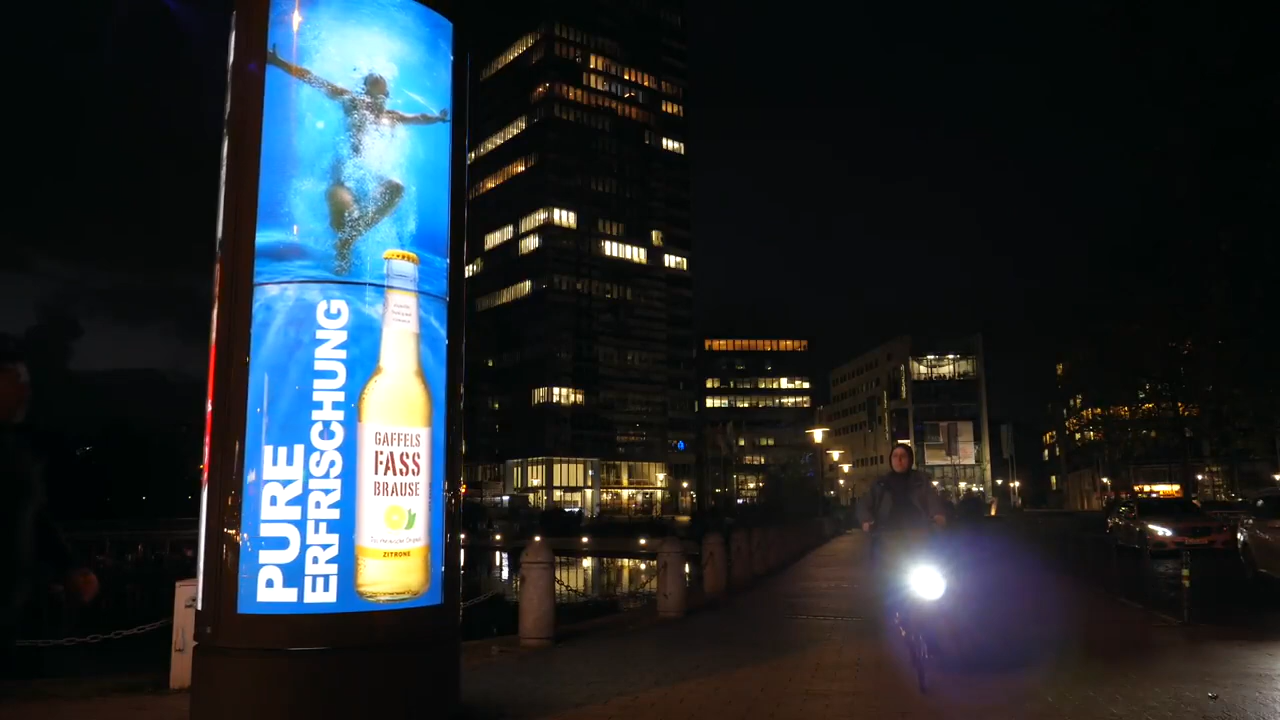 PURE
ERFRISCHUNG
GAFFELS
FASS
BRAUSE
ZITRONE